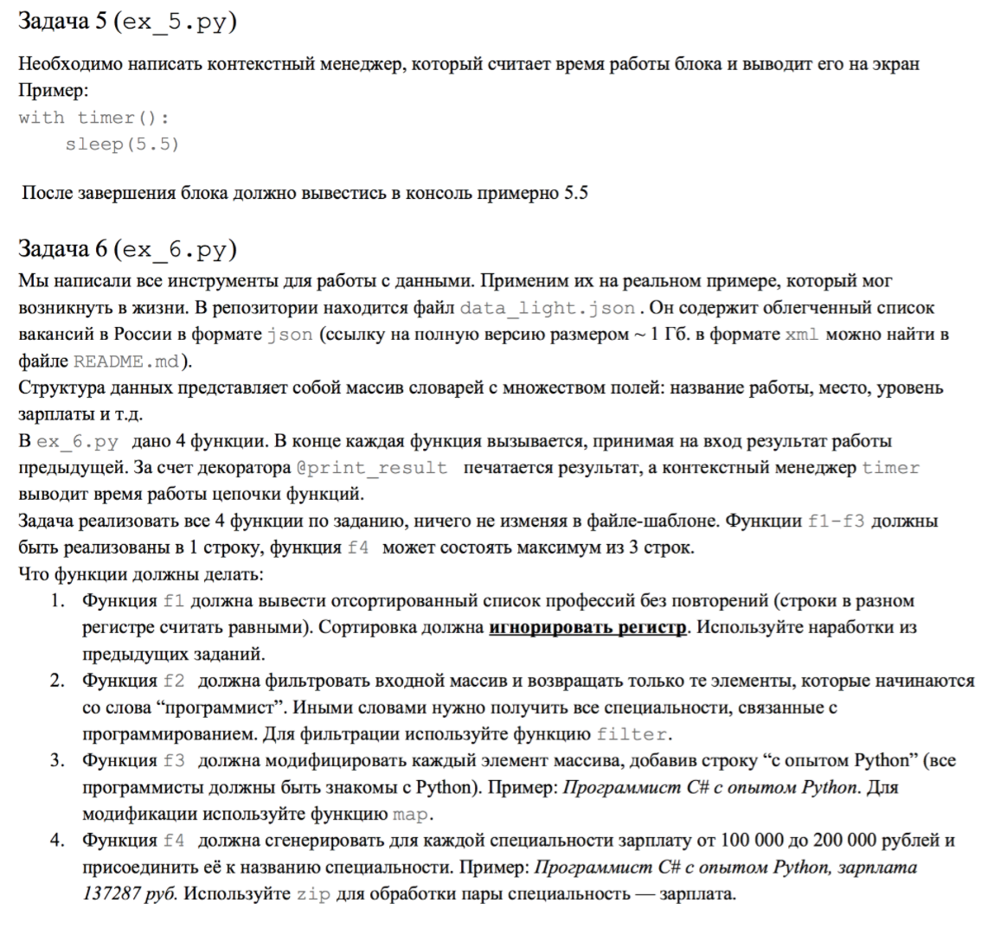 Задача 5 (ex_5.py)
Необходимо написать контекстный менеджер, который считает время работы блока и выводит его на экран
Пример:
with timer():
    sleep(5.5)
После завершения блока должно вывестись в консоль примерно 5.5
Задача 6 (ex_6.py)
Мы написали все инструменты для работы с данными. Применим их на реальном примере, который мог
возникнуть в жизни. В репозитории находится файл data_light.json. Он содержит облегченный список
вакансий в России в формате json (ссылку на полную версию размером ~ 1 Гб. в формате xml можно найти в
файле README.md).
Структура данных представляет собой массив словарей с множеством полей: название работы, место, уровень
зарплаты и т.д.
В ex_6.py дано 4 функции. В конце каждая функция вызывается, принимая на вход результат работы
предыдущей. За счет декоратора @print_result печатается результат, а контекстный менеджер timer
выводит время работы цепочки функций.
Задача реализовать все 4 функции по заданию, ничего не изменяя в файле-шаблоне. Функции f1-f3 должны
быть реализованы в 1 строку, функция f4 может состоять максимум из 3 строк.
Что функции должны делать:
1. Функция f1 должна вывести отсортированный список профессий без повторений (строки в разном
регистре считать равными). Сортировка должна игнорировать регистр. Используйте наработки из
предыдущих заданий.
2. Функция f2 должна фильтровать входной массив и возвращать только те элементы, которые начинаются
со слова “программист”. Иными словами нужно получить все специальности, связанные с
программированием. Для фильтрации используйте функцию filter.
3. Функция f3 должна модифицировать каждый элемент массива, добавив строку “с опытом Python” (все
программисты должны быть знакомы с Python). Пример: Программист C# с опытом Python. Для
модификации используйте функцию map.
4. Функция f4 должна сгенерировать для каждой специальности зарплату от 100 000 до 200 000 рублей и
присоединить её к названию специальности. Пример: Программист C# с опытом Python, зарплата
137287 руб. Используйте zip для обработки пары специальность — зарплата.